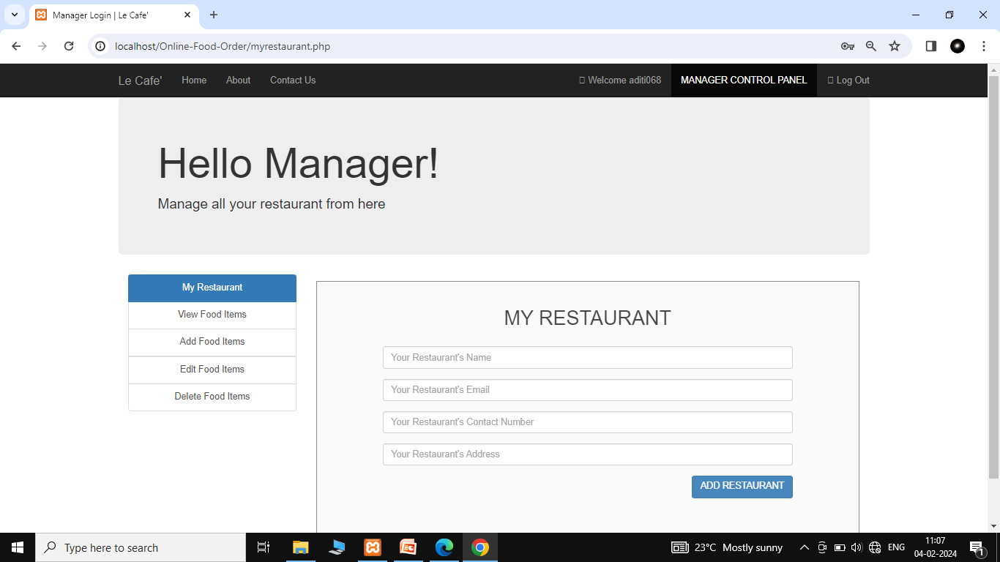 Manager Login | Le Cafe'
localhost/Online-Food-Order/myrestaurant.php
Le Cafe' Home About Contact Us Welcome aditi068 MANAGER CONTROL PANEL Log Out
Hello Manager!
Manage all your restaurant from here
My Restaurant
View Food Items
Add Food Items
Edit Food Items
Delete Food Items
MY RESTAURANT
Your Restaurant's Name
Your Restaurant's Email
Your Restaurant's Contact Number
Your Restaurant's Address
ADD RESTAURANT
Type here to search
23°C Mostly sunny
ENG
11:07
04-02-2024
1